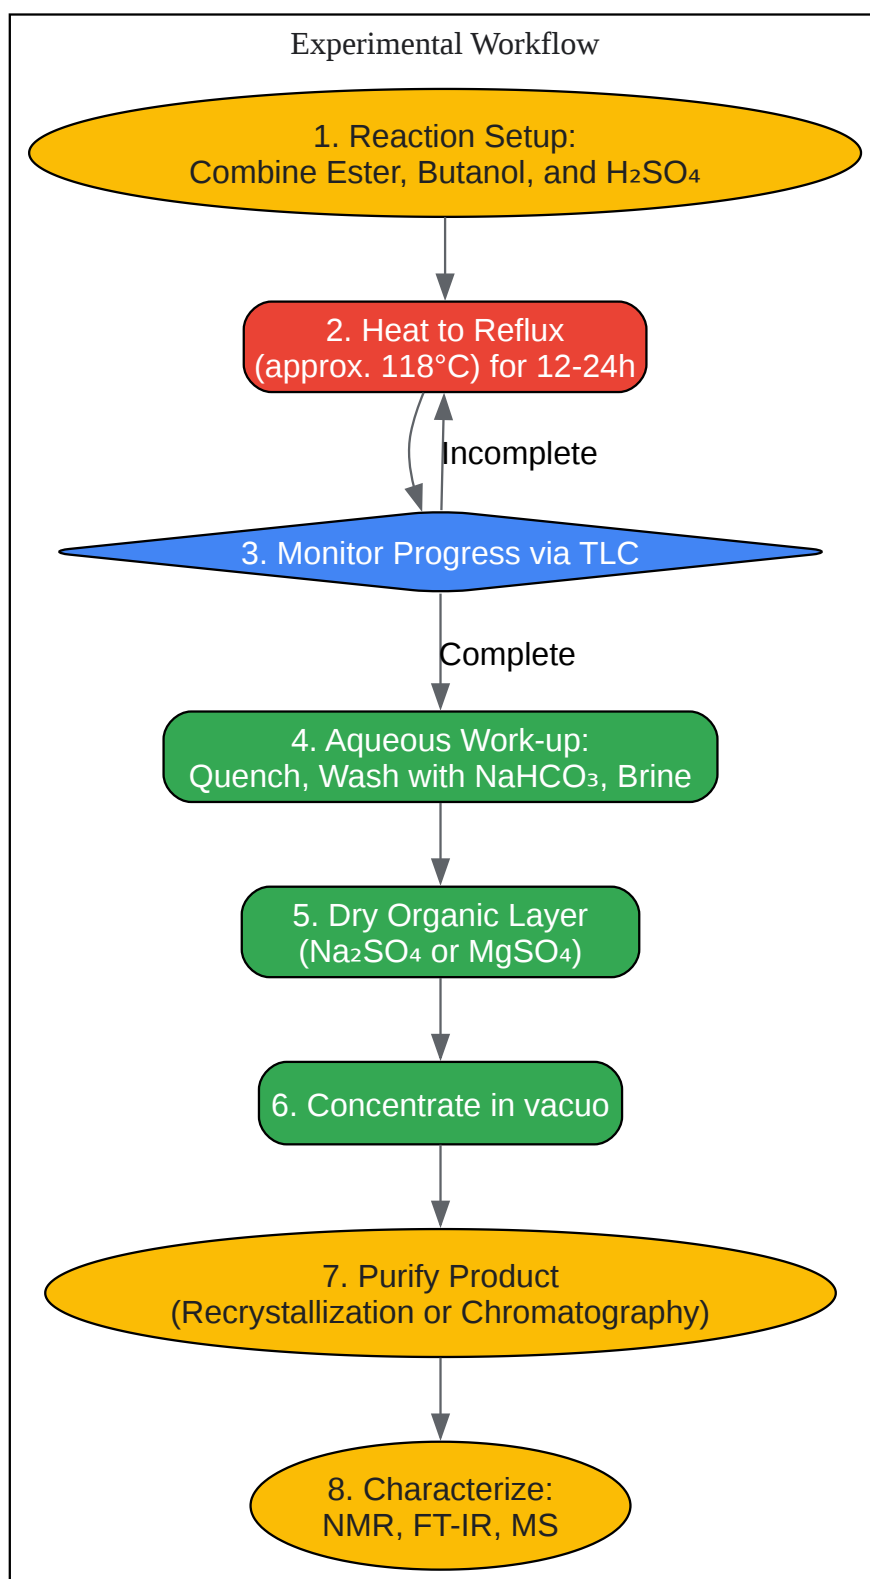 Experimental Workflow
1. Reaction Setup:
Combine Ester, Butanol, and H₂SO₄
2. Heat to Reflux
(approx. 118°C) for 12-24h
Incomplete
3. Monitor Progress via TLC
Complete
4. Aqueous Work-up:
Quench, Wash with NaHCO₃, Brine
5. Dry Organic Layer
(Na₂SO₄ or MgSO₄)
6. Concentrate in vacuo
7. Purify Product
(Recrystallization or Chromatography)
8. Characterize:
NMR, FT-IR, MS